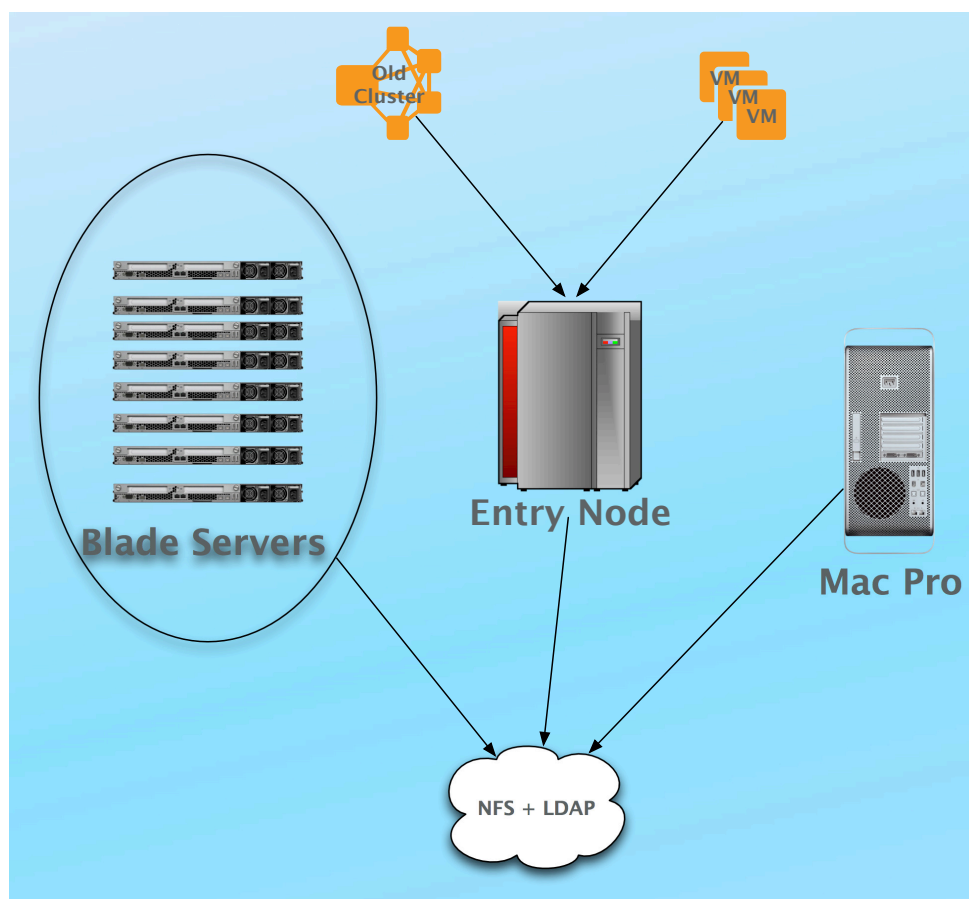 Old
Cluster
VM
VM
VM
Entry Node
Blade Servers
Mac Pro
NFS + LDAP